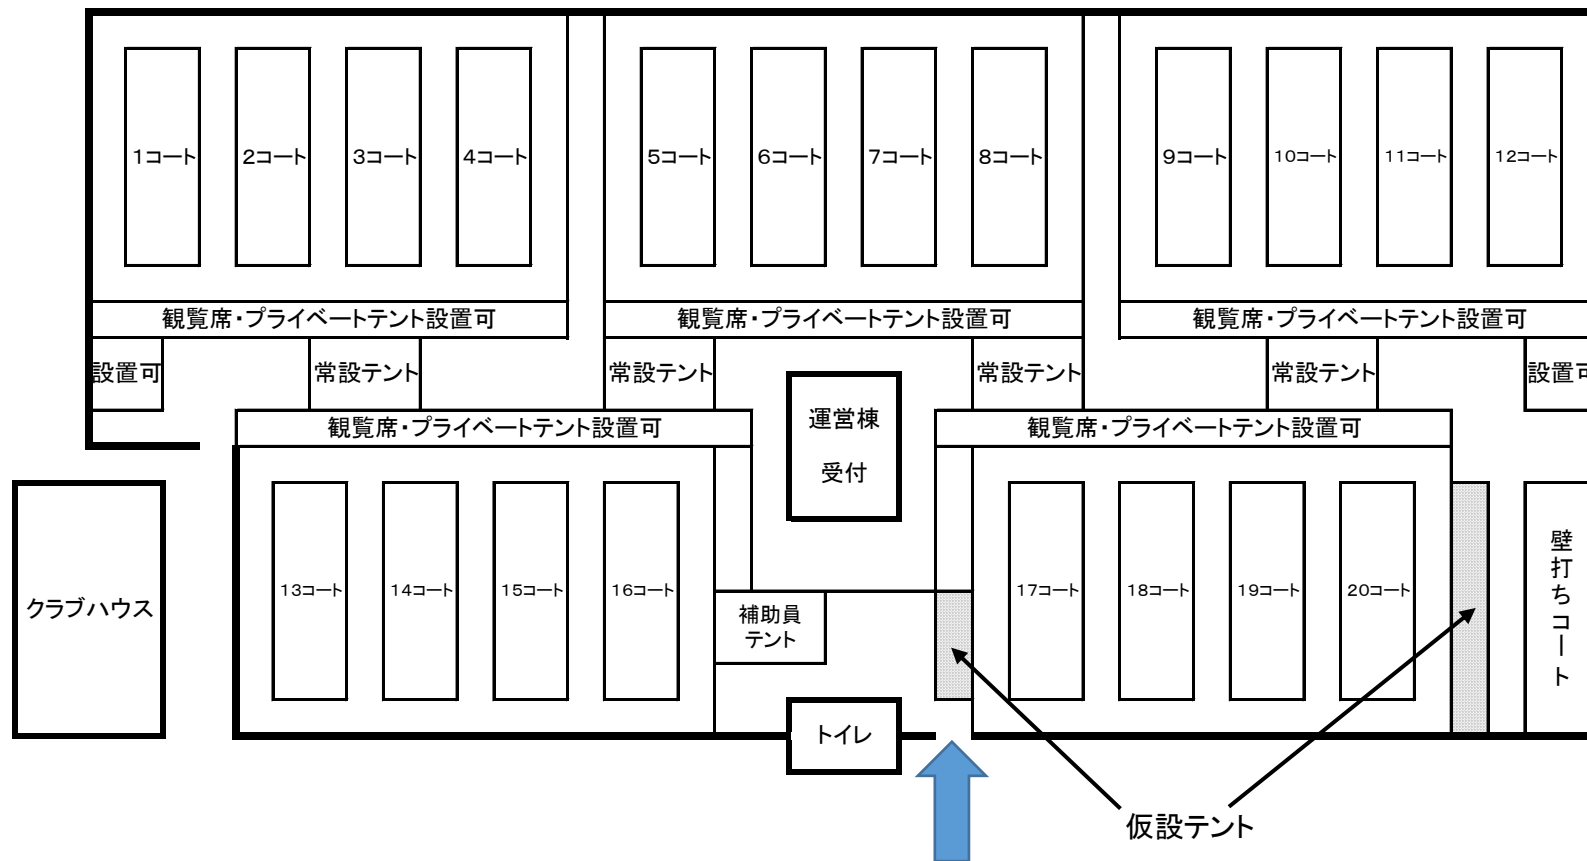 1コート
2コート
3コート
4コート
5コート
6コート
7コート
8コート
9コート
10コート
11コート
12コート
観覧席・プライベートテント設置可
観覧席・プライベートテント設置可
観覧席・プライベートテント設置可
設置可
常設テント
常設テント
常設テント
常設テント
設置可
観覧席・プライベートテント設置可
運営棟
受付
観覧席・プライベートテント設置可
クラブハウス
13コート
14コート
15コート
16コート
補助員
テント
17コート
18コート
19コート
20コート
壁打ちコート
トイレ
仮設テント